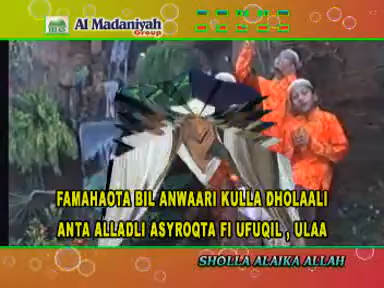 Al Madaniyah
Group
FAMAHAOTA BIL ANWAARI KULLA DHOLAALI
ANTA ALLADLI ASYROQTA FI UFUQIL , ULAA
SHOLLA ALAIKA ALLAH